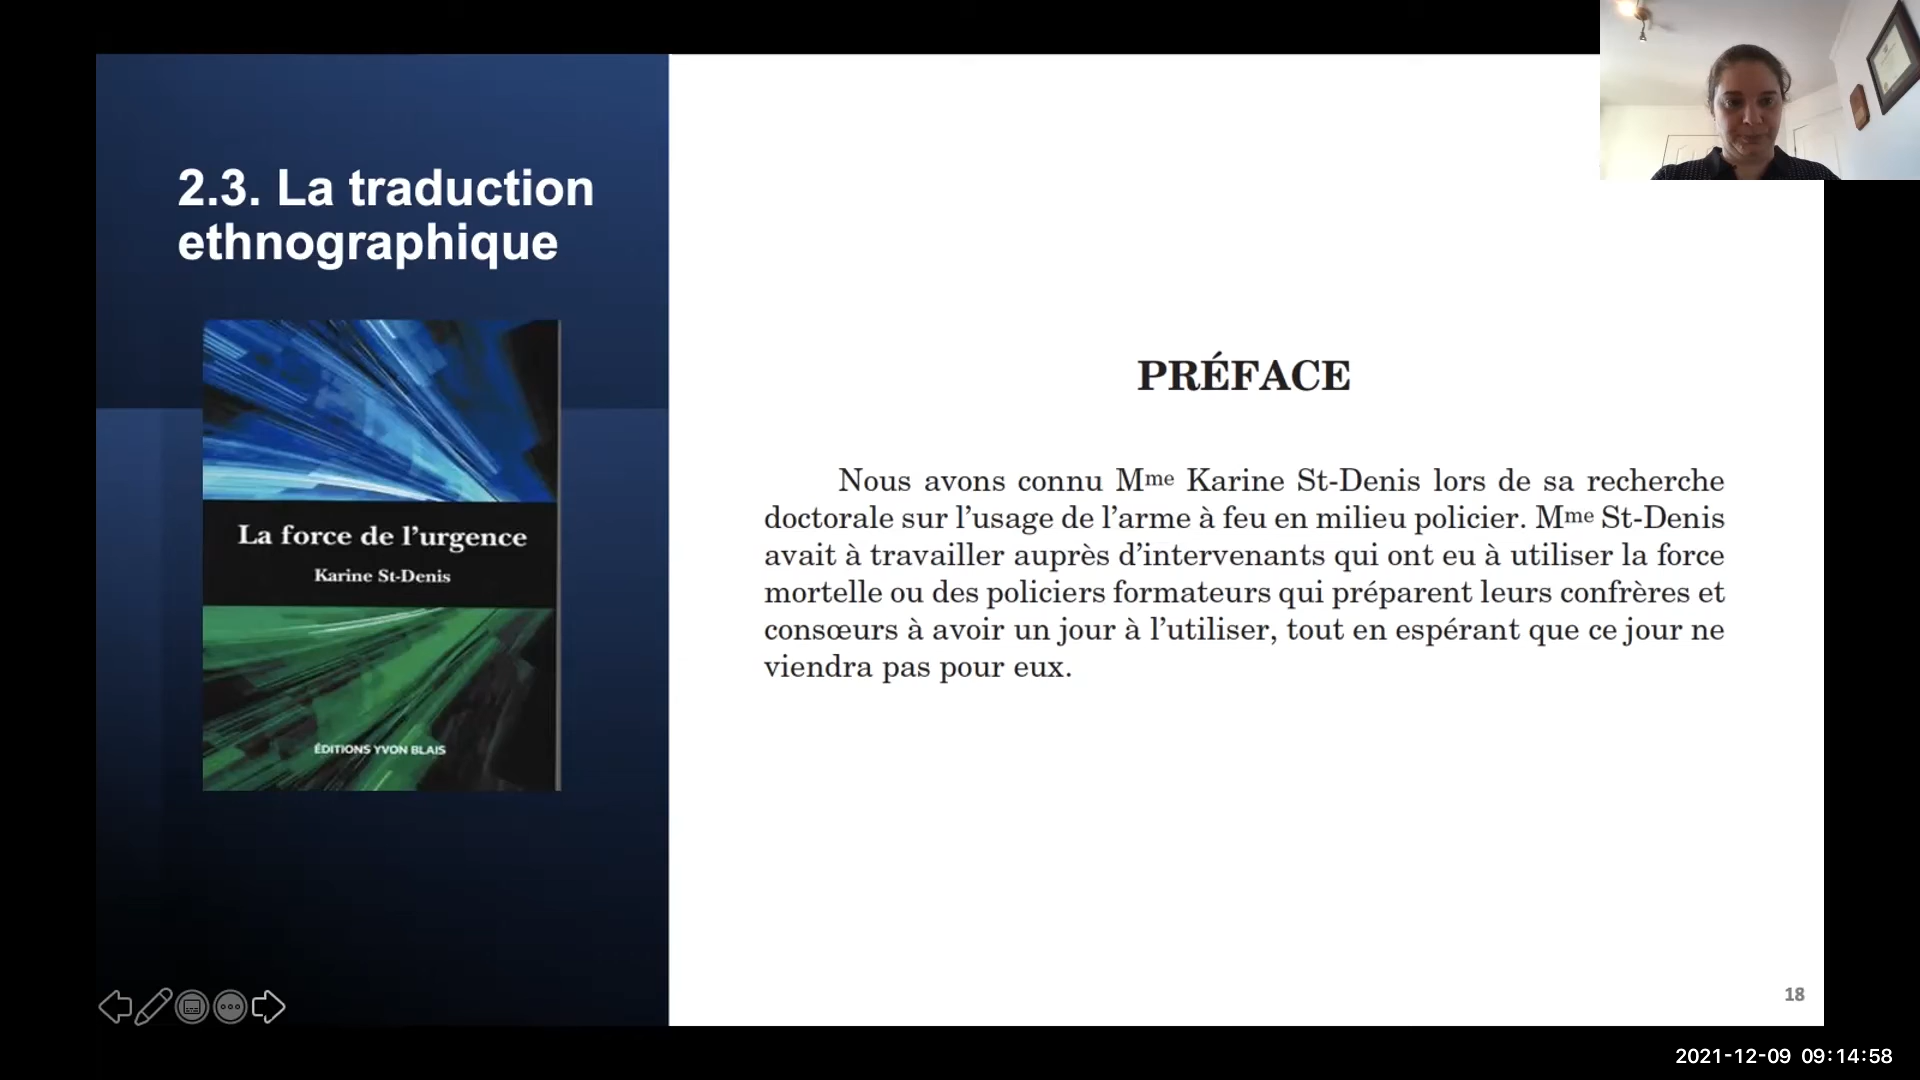 2.3. La traduction
ethnographique
La force de l’urgence
Karine St-Denis
ÉDITIONS YVON BLAIS
PRÉFACE
Nous avons connu Mme Karine St-Denis lors de sa recherche
doctorale sur l’usage de l’arme à feu en milieu policier. Mme St-Denis
avait à travailler auprès d’intervenants qui ont eu à utiliser la force
mortelle ou des policiers formateurs qui préparent leurs confrères et
consœurs à avoir un jour à l’utiliser, tout en espérant que ce jour ne
viendra pas pour eux.
18
2021-12-09 09:14:58